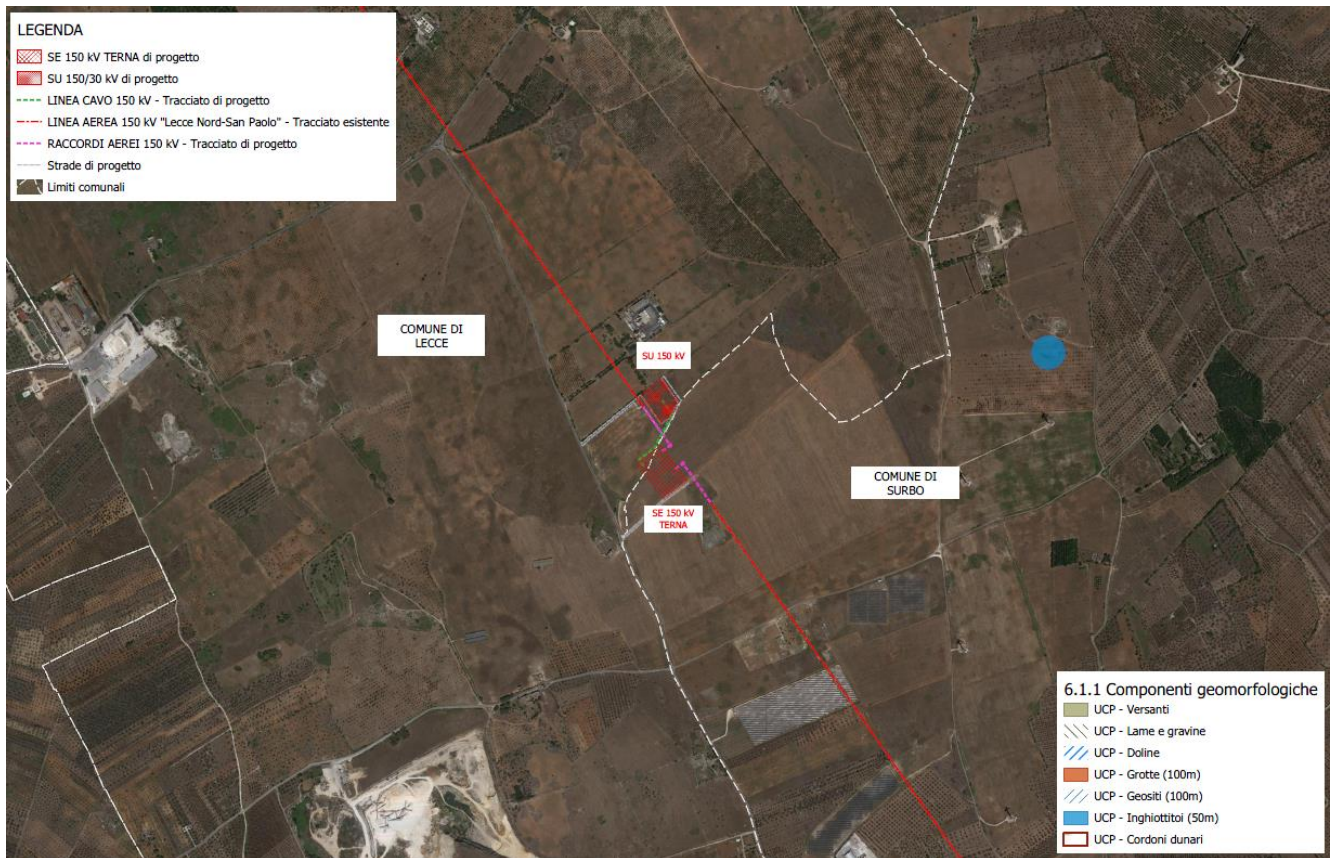 LEGENDA
SE 150 kV TERNA di progetto
SU 150/30 kV di progetto
LINEA CAVO 150 kV - Tracciato di progetto
LINEA AEREA 150 kV "Lecce Nord-San Paolo" - Tracciato esistente
RACCORDI AEREI 150 kV - Tracciato di progetto
Strade di progetto
Limiti comunali
COMUNE DI
LECCE
SU 150 kV
COMUNE DI
SURBO
SE 150 kV
TERNA
6.1.1 Componenti geomorfologiche
UCP - Versanti
UCP - Lame e gravine
UCP - Doline
UCP - Grotte (100m)
UCP - Geositi (100m)
UCP - Inghiottitoi (50m)
UCP - Cordoni dunari